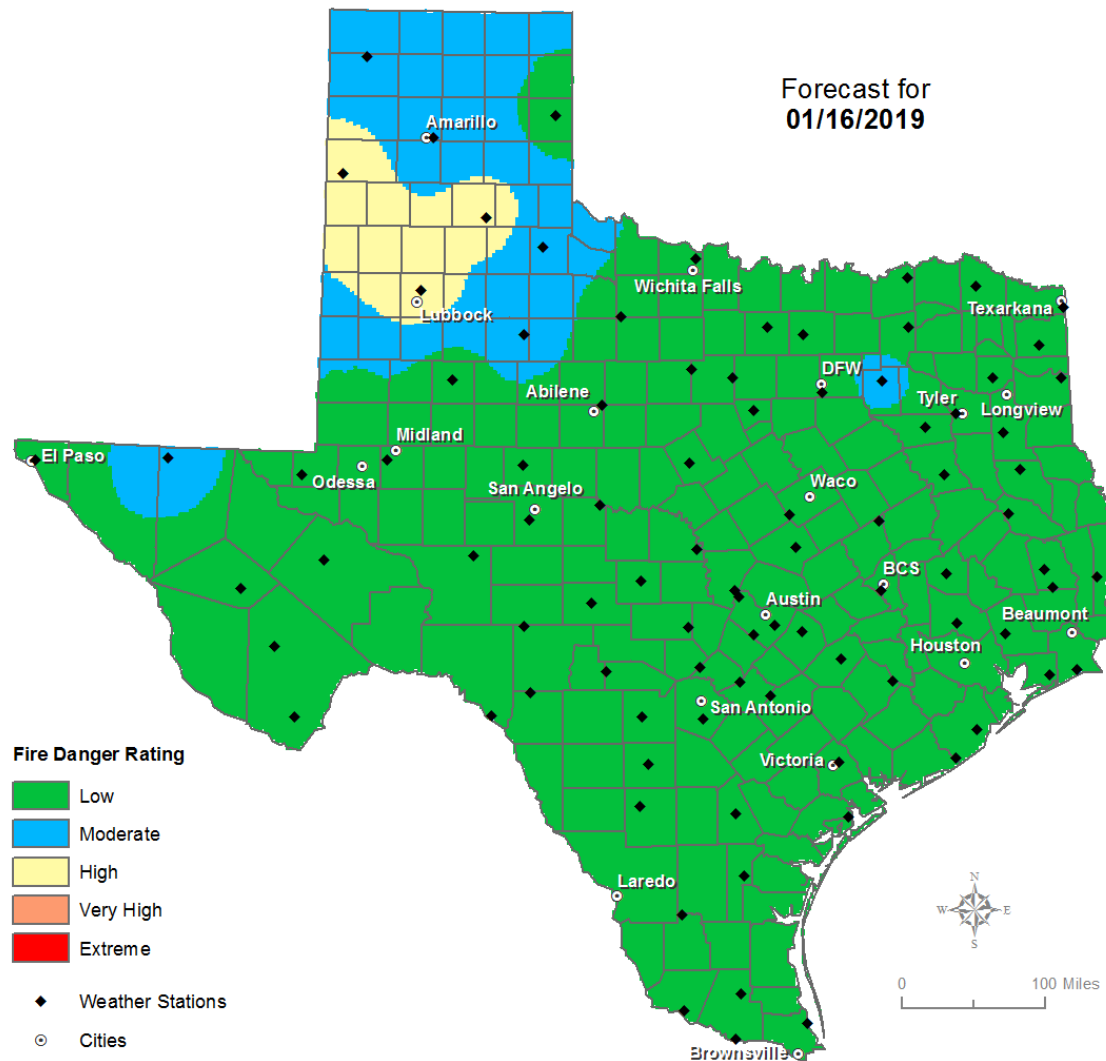 Forecast for
01/16/2019
Amarillo
Wichita Falls
Lubbock
Texarkana
DFW
Abilene
Tyler
Longview
El Paso
Midland
Odessa
San Angelo
Waco
BCS
Austin
Beaumont
Houston
San Antonio
Victoria
Laredo
Brownsville
Fire Danger Rating
Low
Moderate
High
Very High
Extreme
Weather Stations
Cities
N
W E
S
0 100 Miles